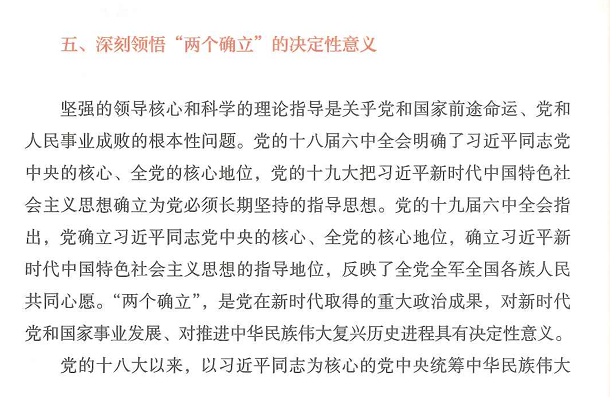 五、深刻领悟“两个确立”的决定性意义
坚强的领导核心和科学的理论指导是关乎党和国家前途命运、党和
人民事业成败的根本性问题。党的十八届六中全会明确了习近平同志党
中央的核心、全党的核心地位，党的十九大把习近平新时代中国特色社
会主义思想确立为党必须长期坚持的指导思想。党的十九届六中全会指
出，党确立习近平同志党中央的核心、全党的核心地位，确立习近平新
时代中国特色社会主义思想的指导地位，反映了全党全军全国各族人民
共同心愿。“两个确立”，是党在新时代取得的重大政治成果，对新时代
党和国家事业发展、对推进中华民族伟大复兴历史进程具有决定性意义。
党的十八大以来，以习近平同志为核心的党中央统筹中华民族伟大